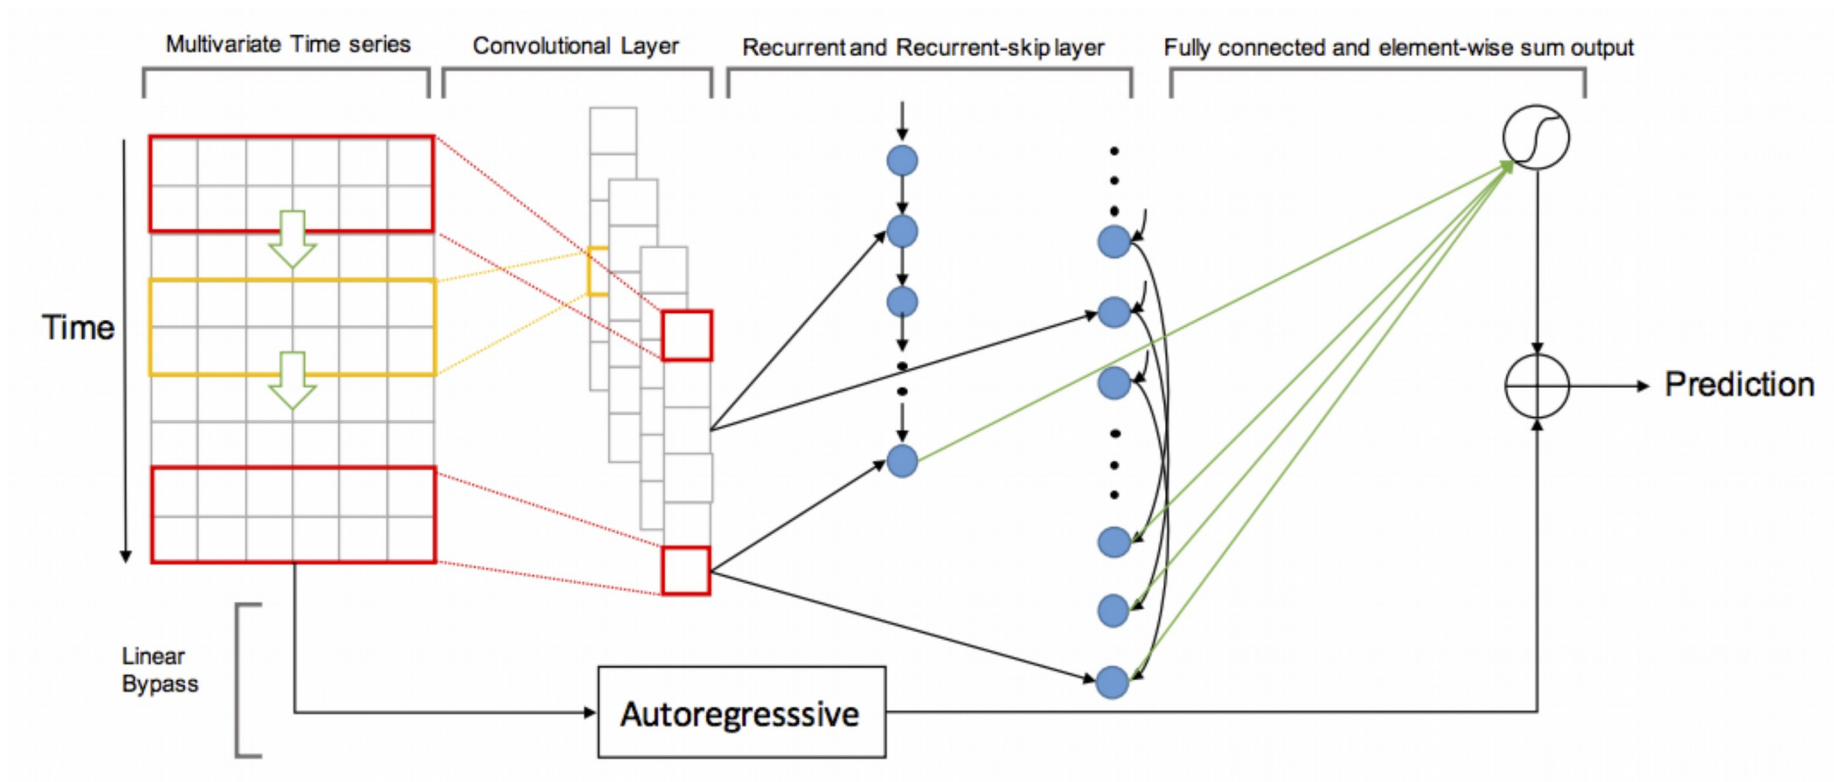 Multivariate Time series
Convolutional Layer
Recurrent and Recurrent-skip layer
Fully connected and element-wise sum output
Time
Prediction
Linear
Bypass
Autoregresssive